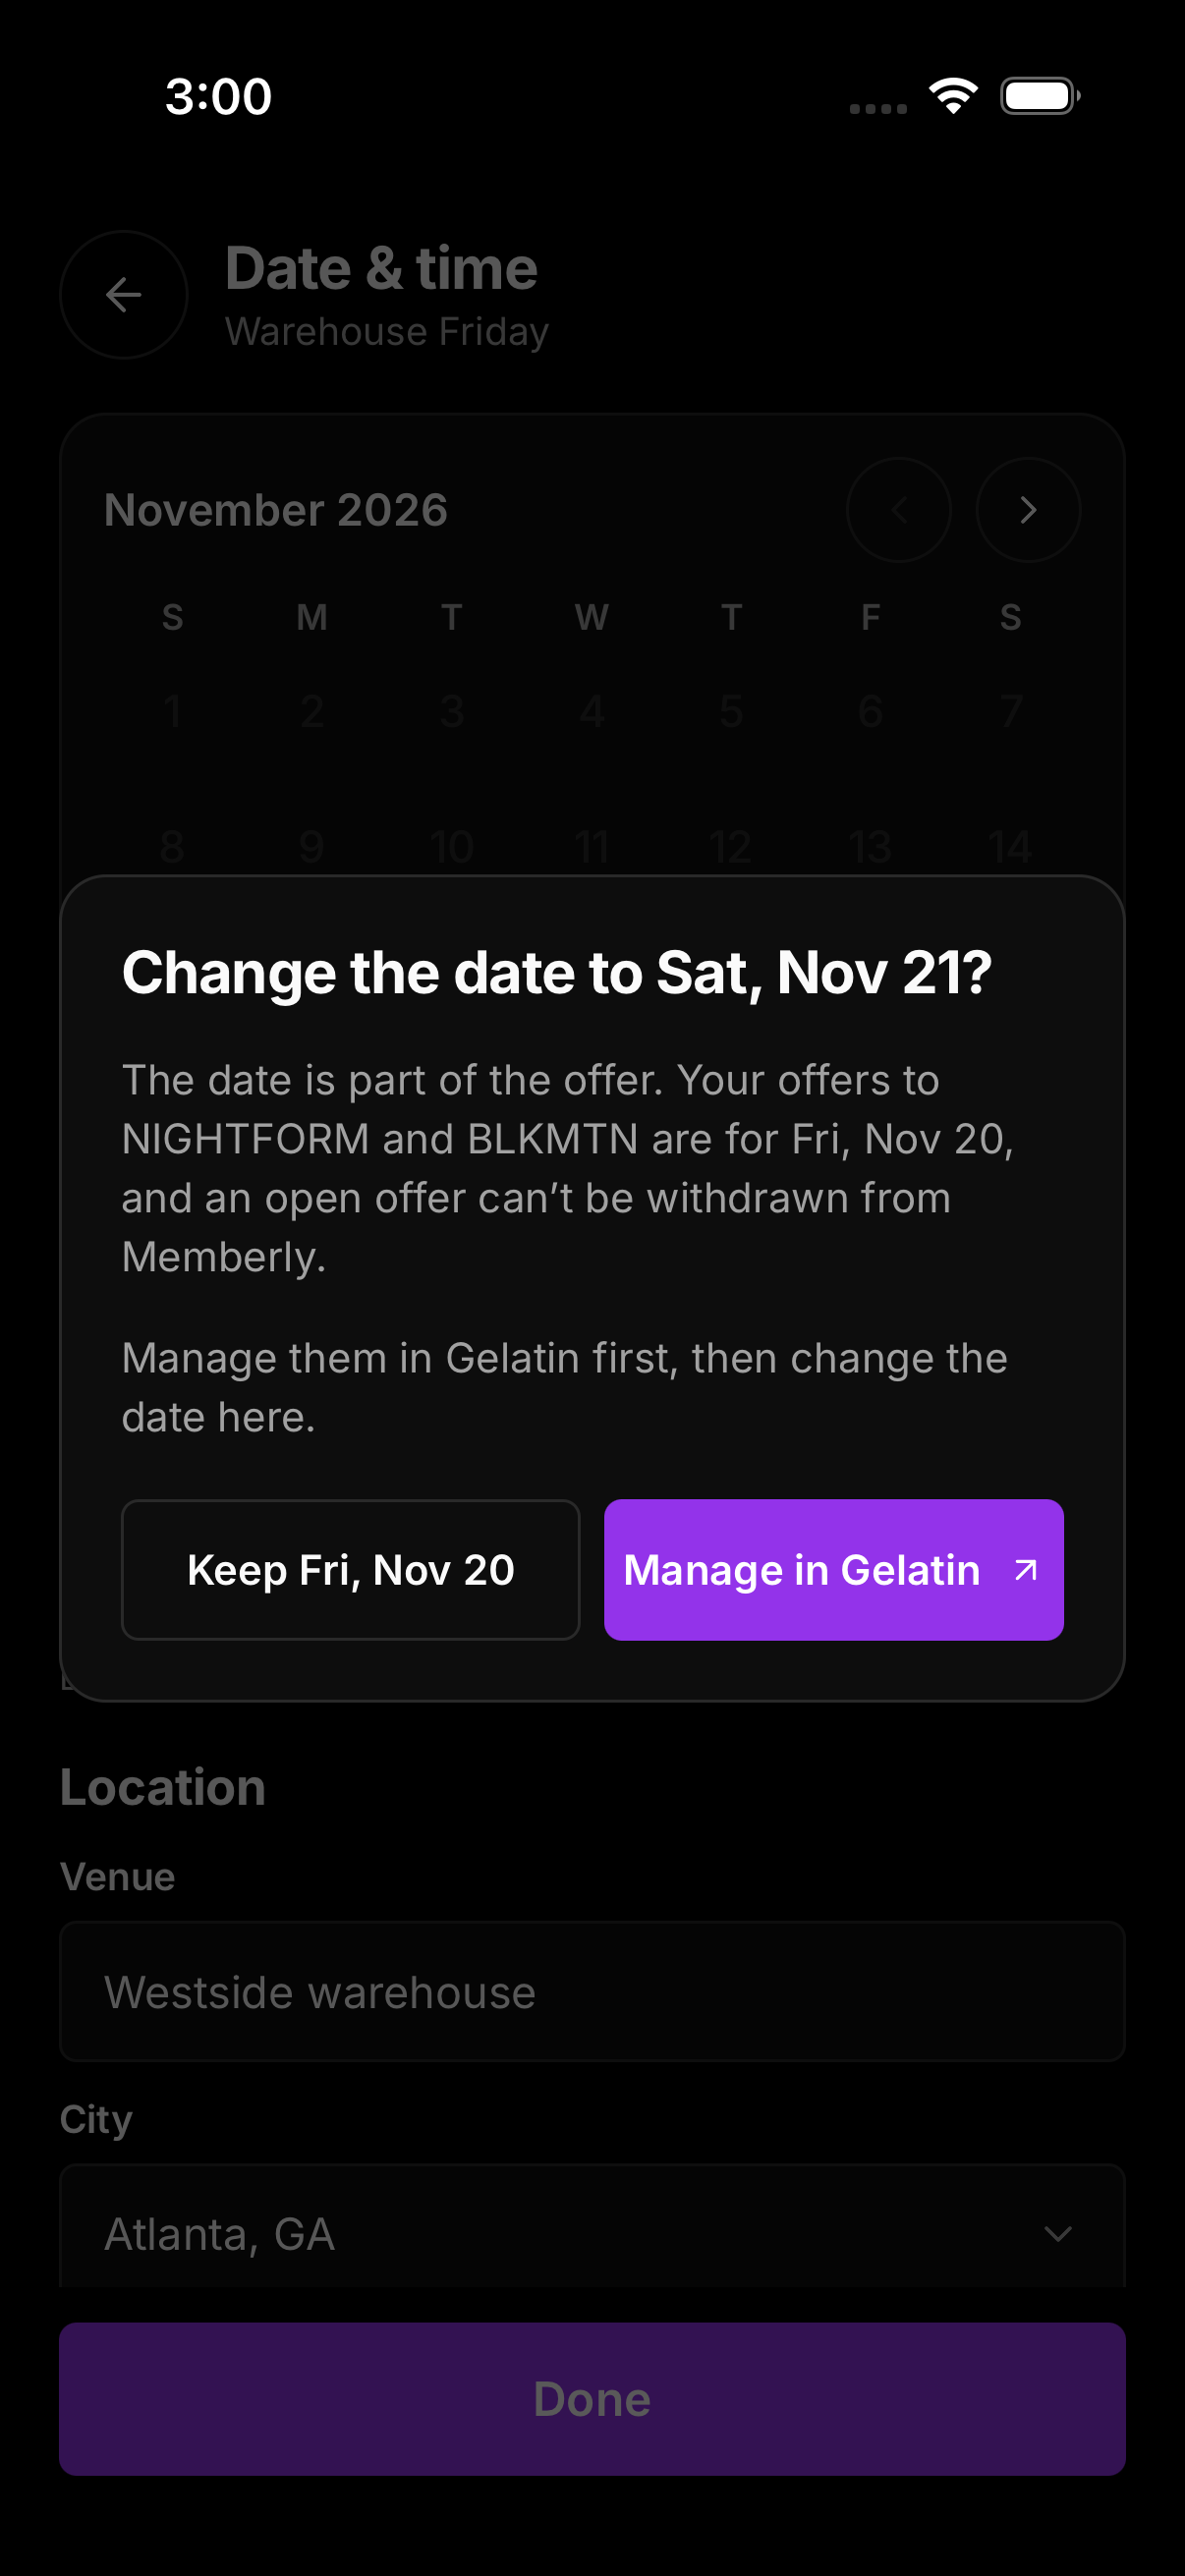 3:00
Date & time
Warehouse Friday
November 2026
S M T W T F S
1 2 3 4 5 6 7
8 9 10 11 12 13 14
Change the date to Sat, Nov 21?
The date is part of the offer. Your offers to
NIGHTFORM and BLKMTN are for Fri, Nov 20,
and an open offer can’t be withdrawn from
Memberly.
Manage them in Gelatin first, then change the
date here.
Keep Fri, Nov 20
Manage in Gelatin
Location
Venue
Westside warehouse
City
Atlanta, GA
Done